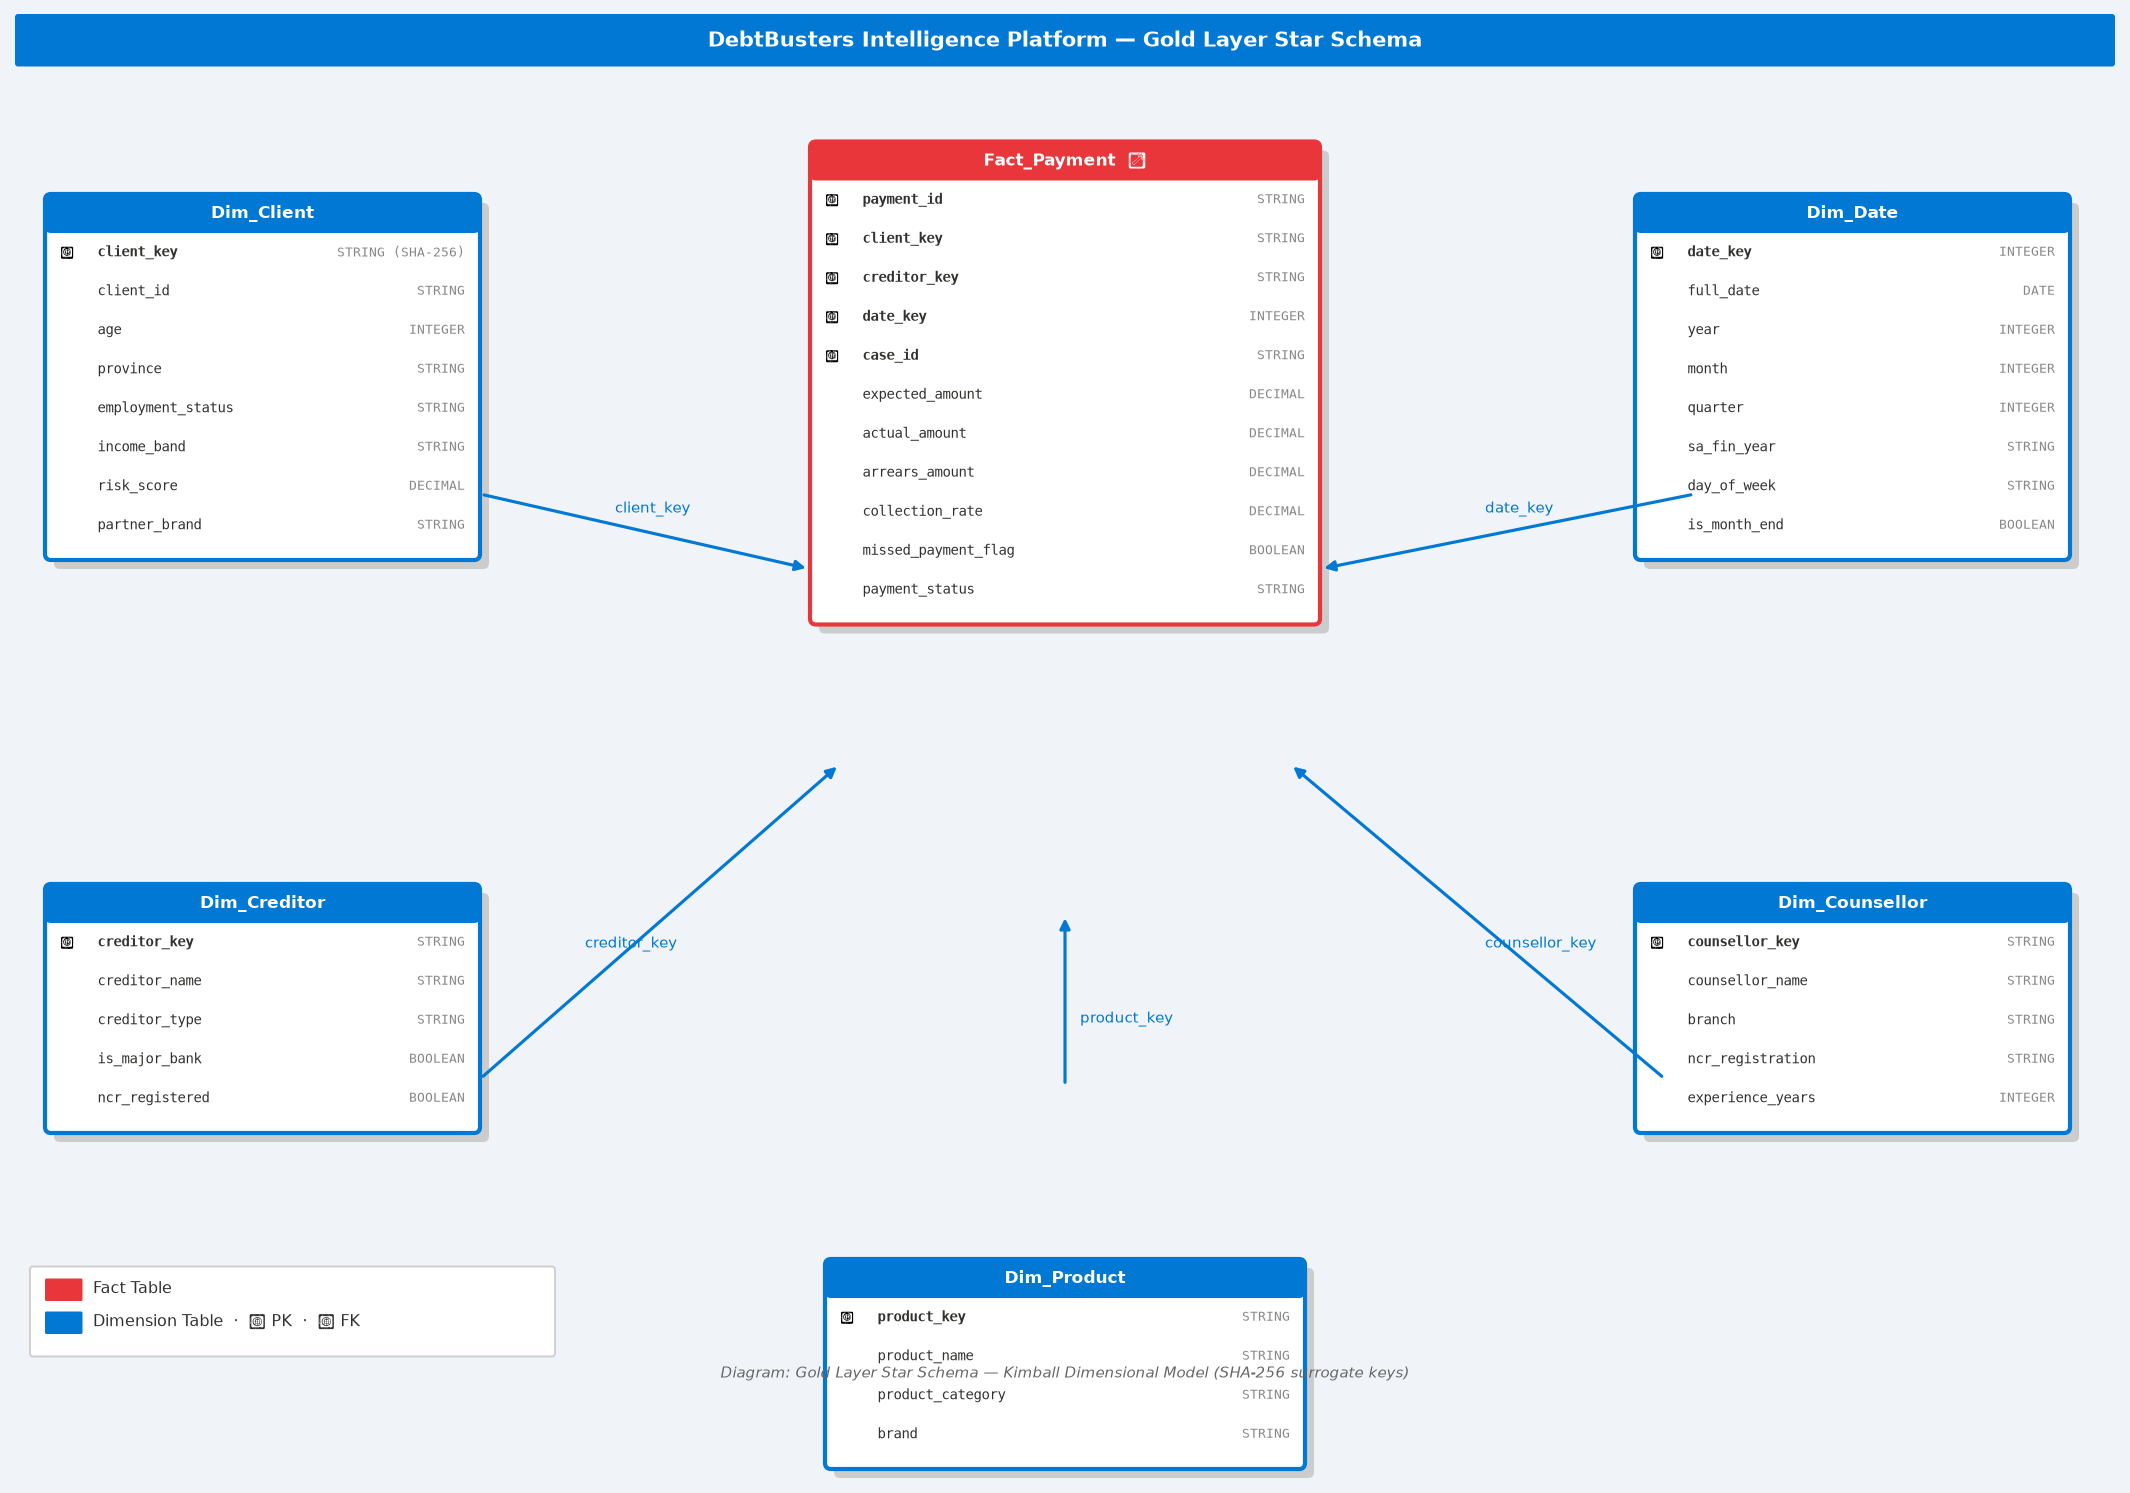 DebtBusters Intelligence Platform — Gold Layer Star Schema
Fact_Payment
payment_id STRING
client_key STRING
creditor_key STRING
date_key INTEGER
case_id STRING
expected_amount DECIMAL
actual_amount DECIMAL
arrears_amount DECIMAL
collection_rate DECIMAL
missed_payment_flag BOOLEAN
payment_status STRING
Dim_Client
client_key STRING (SHA-256)
client_id STRING
age INTEGER
province STRING
employment_status STRING
income_band STRING
risk_score DECIMAL
partner_brand STRING
Dim_Date
date_key INTEGER
full_date DATE
year INTEGER
month INTEGER
quarter INTEGER
sa_fin_year STRING
day_of_week STRING
is_month_end BOOLEAN
client_key
date_key
Dim_Creditor
creditor_key STRING
creditor_name STRING
creditor_type STRING
is_major_bank BOOLEAN
ncr_registered BOOLEAN
creditor_key
product_key
counsellor_key
Dim_Counsellor
counsellor_key STRING
counsellor_name STRING
branch STRING
ncr_registration STRING
experience_years INTEGER
Fact Table
Dimension Table · PK · FK
Dim_Product
product_key STRING
product_name STRING
Diagram: Gold Layer Star Schema — Kimball Dimensional Model (SHA-256 surrogate keys)
product_category STRING
brand STRING